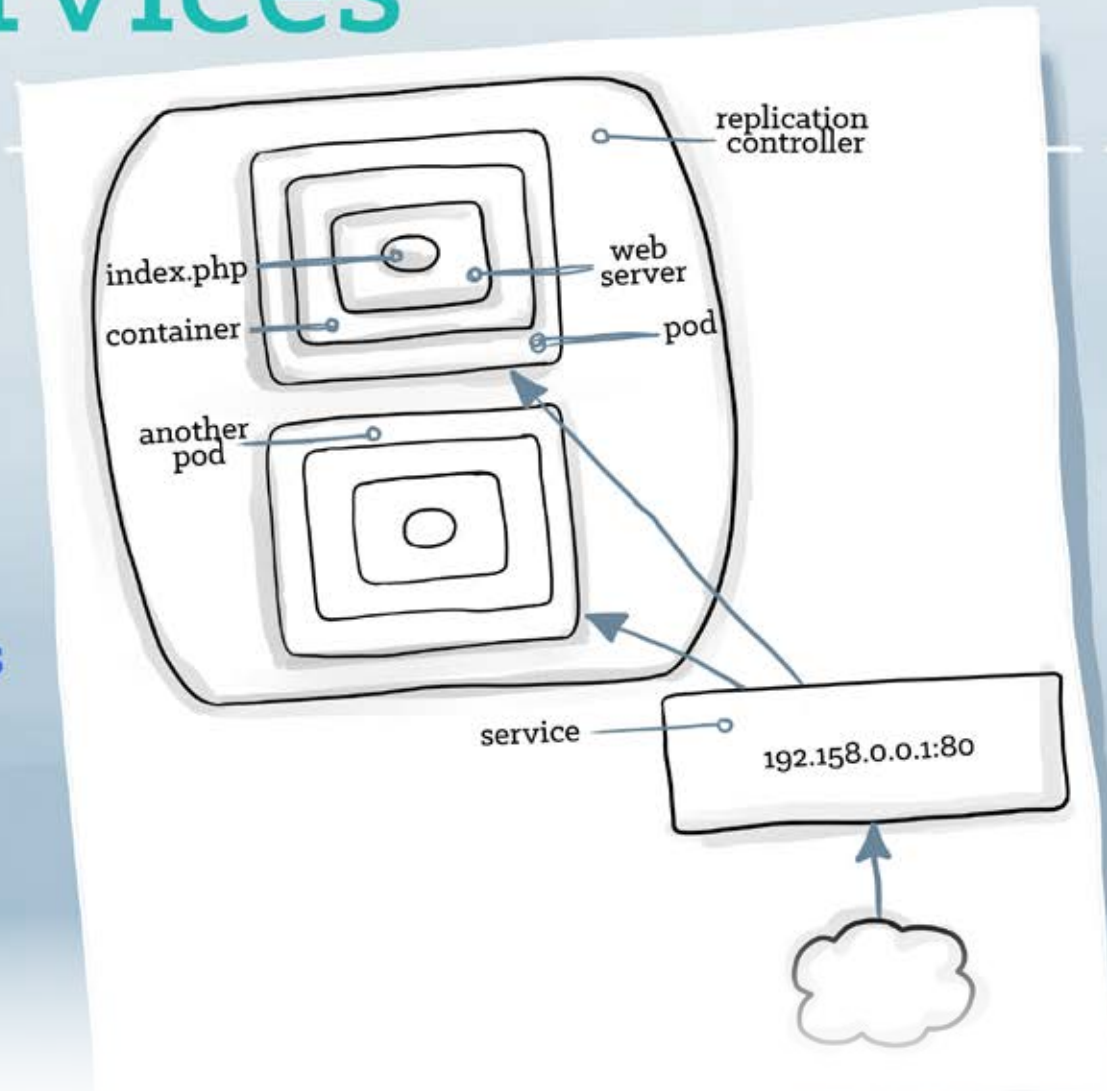 rvices
replication
controller
index.php
web
server
container
pod
another
pod
service
192.158.0.0.1:80
s